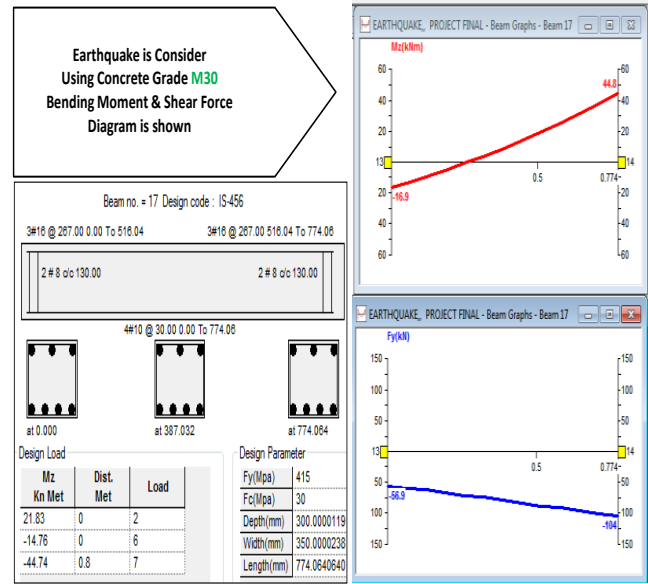 Earthquake is Consider
Using Concrete Grade M30
Bending Moment & Shear Force
Diagram is shown
Beam no. = 17 Design code : IS-456
3#16 @ 267.00 0.00 To 516.04 3#16 @ 267.00 516.04 To 774.06
2 # 8 c/c 130.00 2 # 8 c/c 130.00
4#10 @ 30.00 0.00 To 774.06
at 0.000 at 387.032 at 774.064
Design Load
Mz Kn Met Dist. Met Load
21.83 0 2
-14.76 0 6
-44.74 0.8 7
Design Parameter
Fy(Mpa) 415
Fc(Mpa) 30
Depth(mm) 300.0000119
Width(mm) 350.0000238
Length(mm) 774.0640640
EARTHQUAKE,, PROJECT FINAL - Beam Graphs - Beam 17
Mz(kNm)
60 60
44.8
40 40
20 20
13 14
0.5 0.774
20 20
-16.9
40 40
60 60
EARTHQUAKE,, PROJECT FINAL - Beam Graphs - Beam 17
Fy(kN)
150 150
100 100
50 50
13 14
0.5 0.774
50 50
-56.9
100 100
-104
150 150